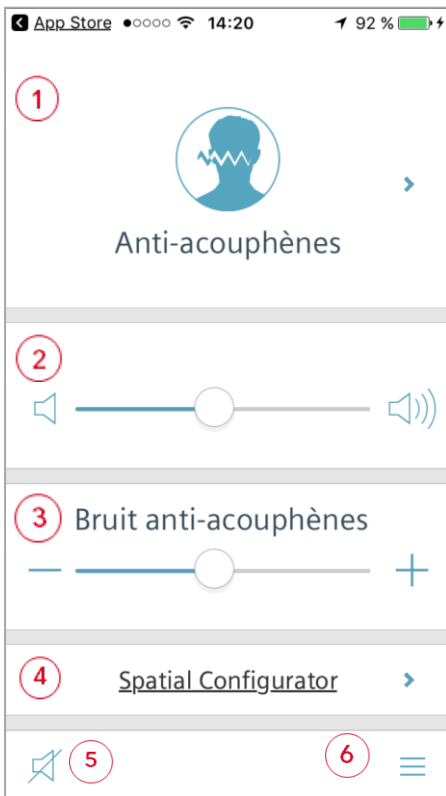 App Store 14:20 92 %
1
Anti-acouphènes
2
3 Bruit anti-acouphènes
4 Spatial Configurator
5 6